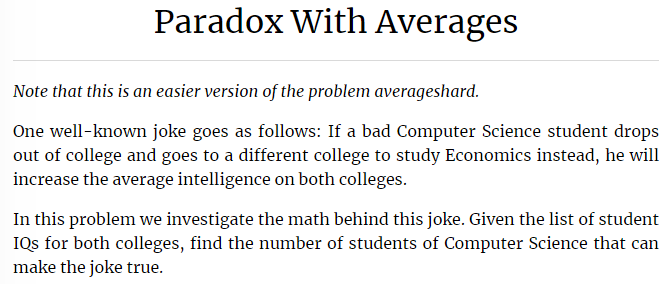 Paradox With Averages
Note that this is an easier version of the problem averageshard.
One well-known joke goes as follows: If a bad Computer Science student drops
out of college and goes to a different college to study Economics instead, he will
increase the average intelligence on both colleges.
In this problem we investigate the math behind this joke. Given the list of student
IQs for both colleges, find the number of students of Computer Science that can
make the joke true.